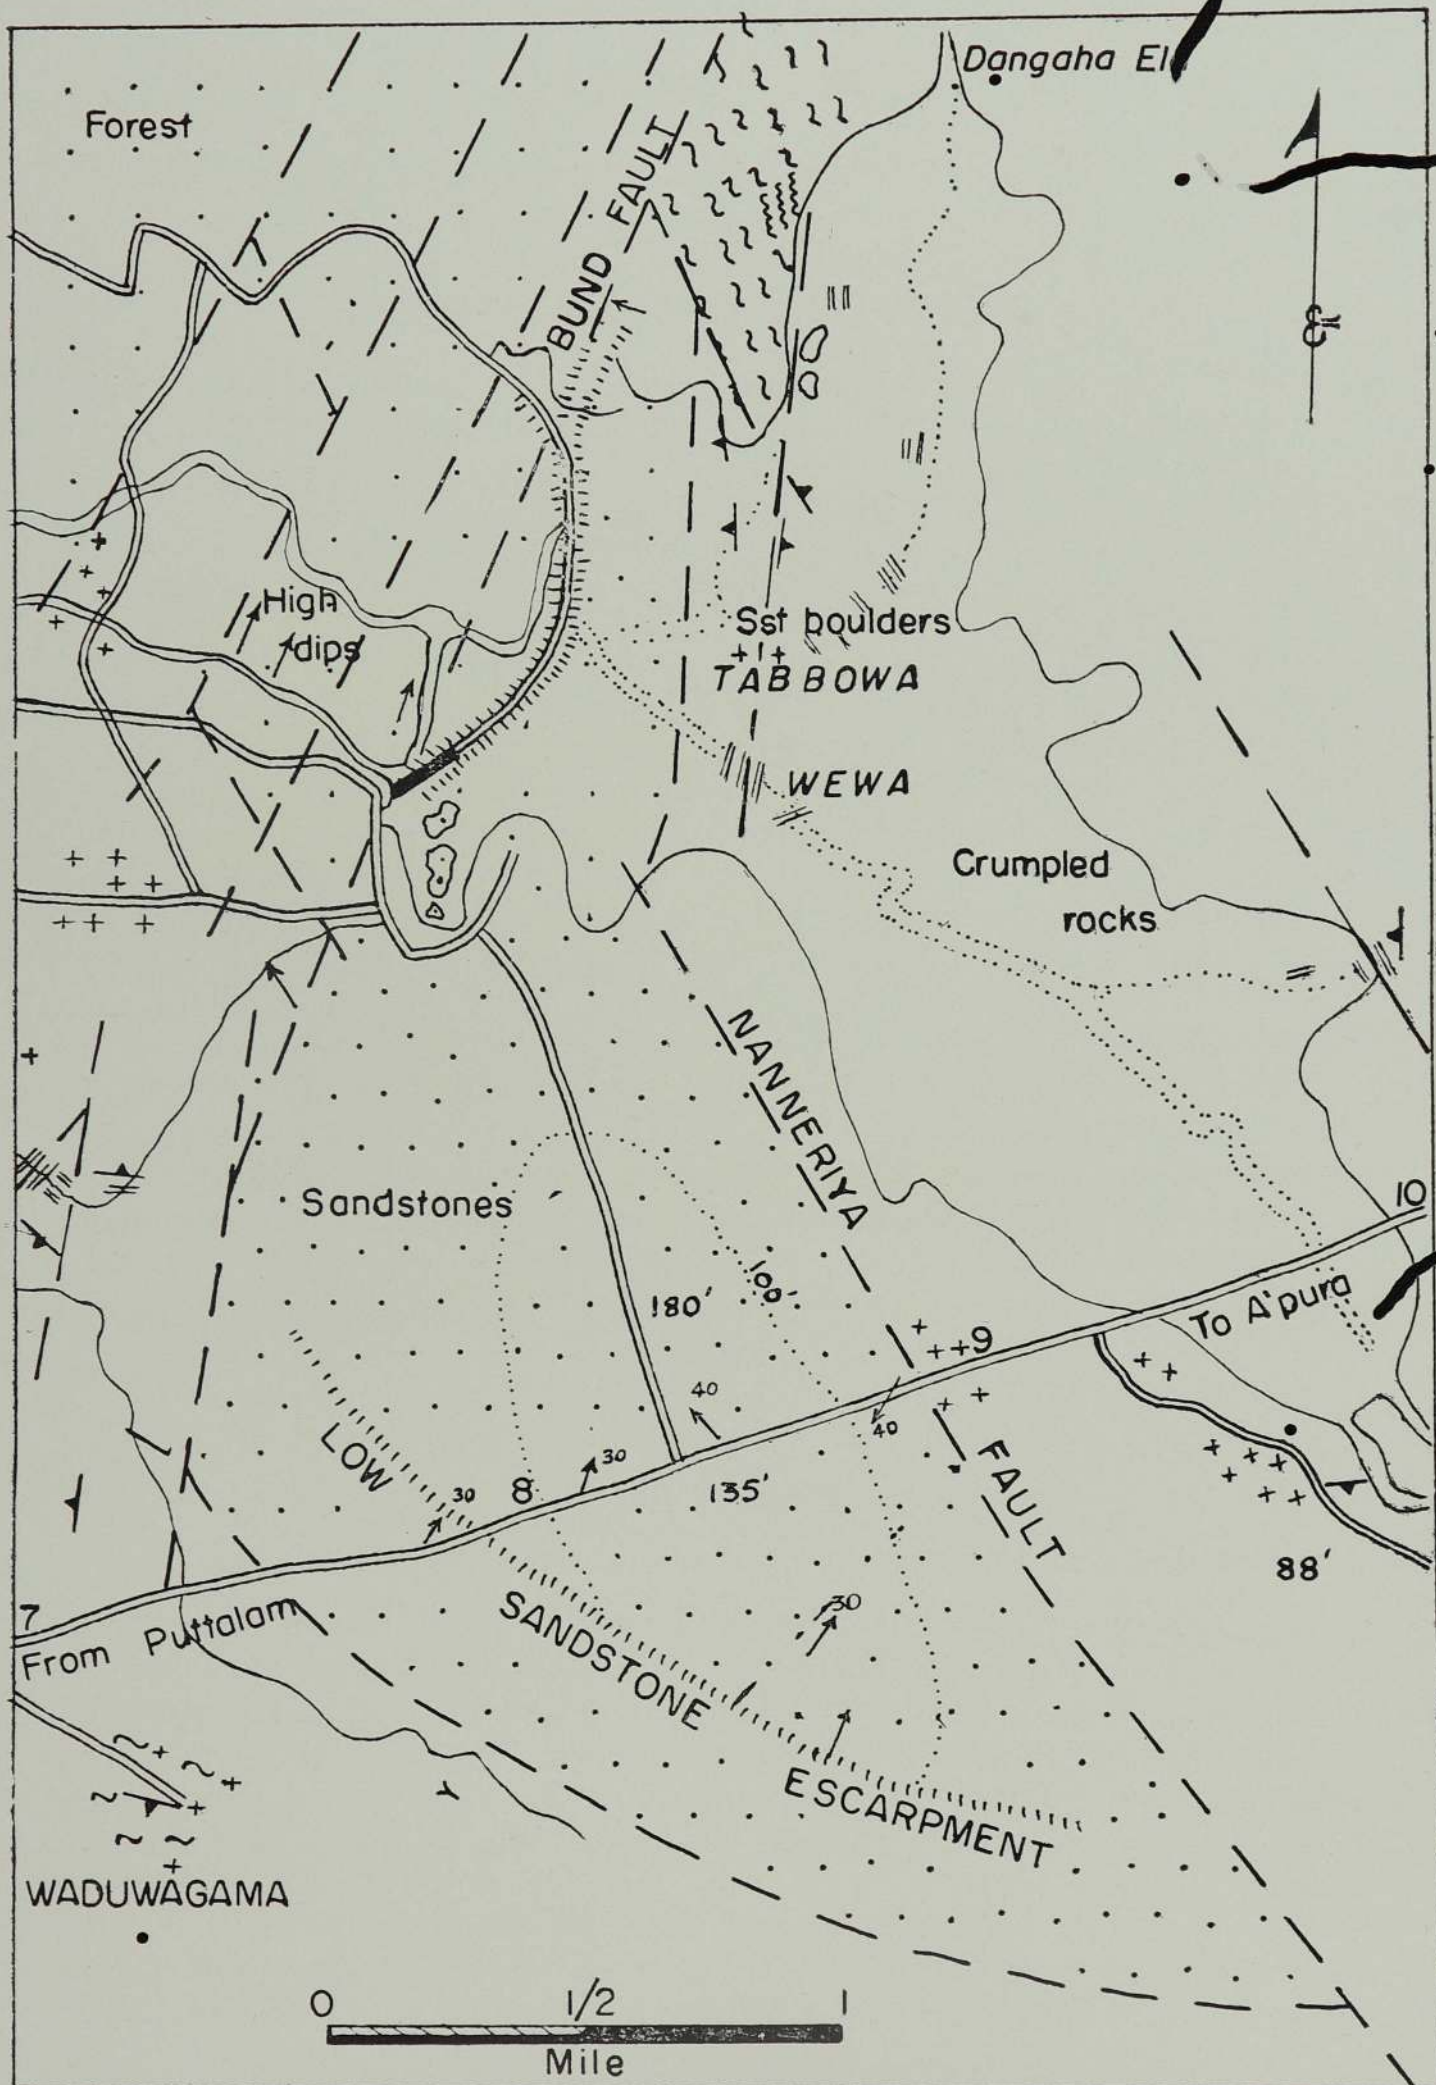 Dangaha El
Forest
BUND FAULT
High
dips
Sst boulders
TABBOWA
WEWA
Crumpled
rocks
NANNERIYA
Sandstones
10
180'
100'
9
To A'pura
40
40
LOW
30
30
8
135'
FAULT
88'
7
From Puttalam
30
SANDSTONE
ESCARPMENT
WADUWAGAMA
0 1/2 1
Mile